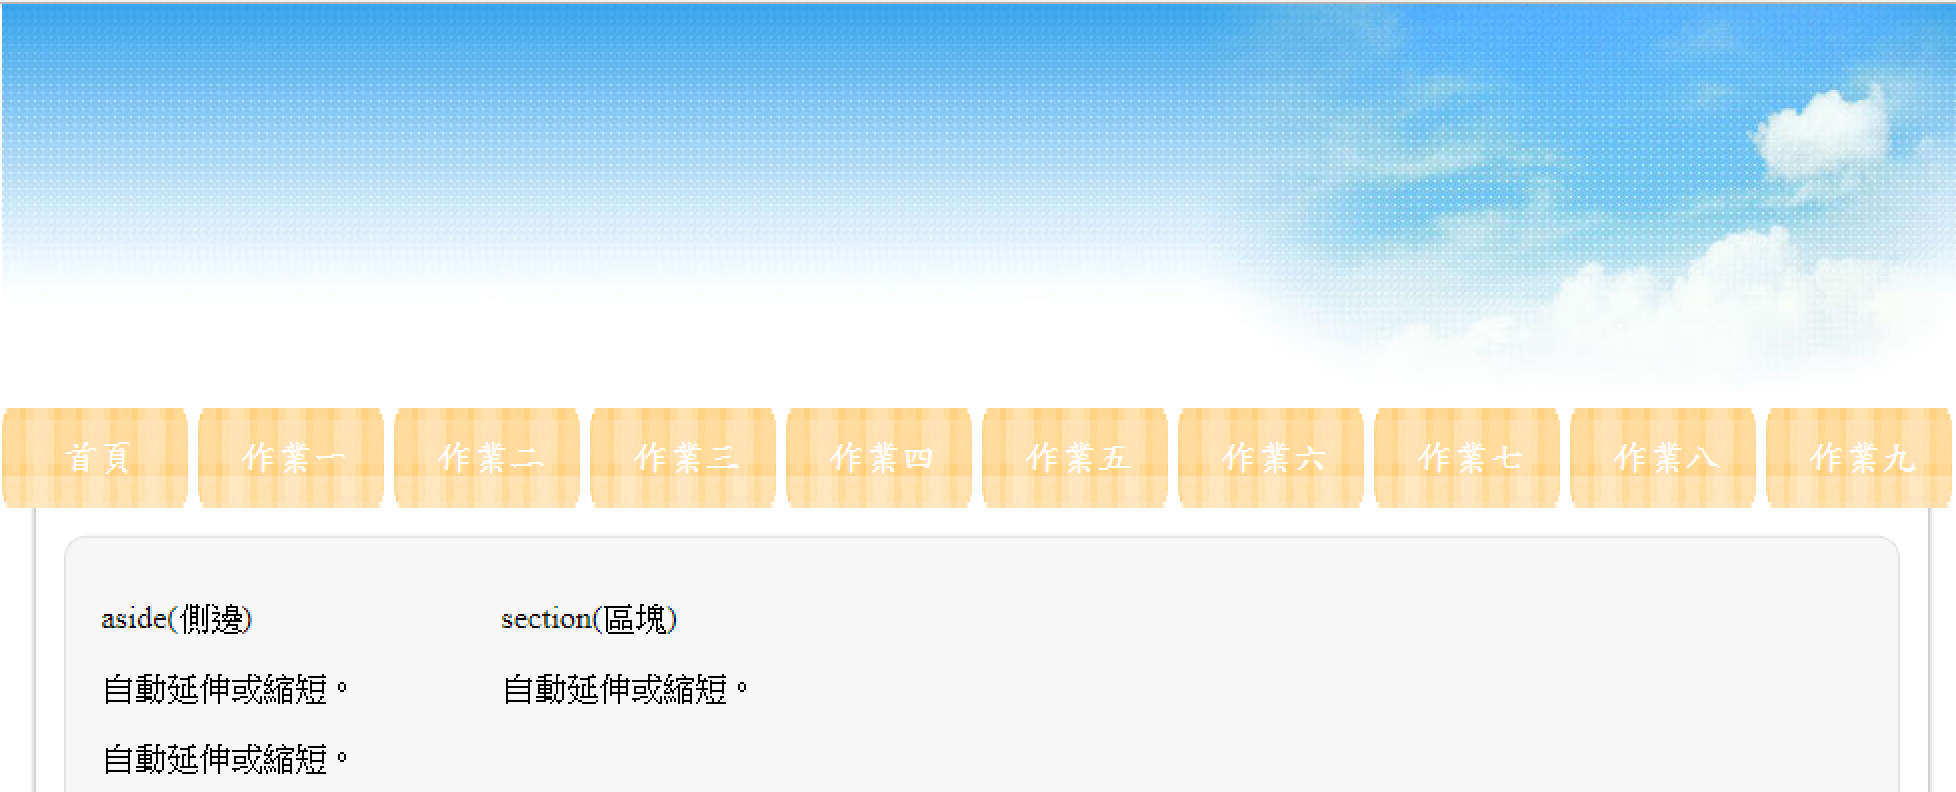 首頁 作業一 作業二 作業三 作業四 作業五 作業六 作業七 作業八 作業九
aside(側邊)
自動延伸或縮短。
自動延伸或縮短。
section(區塊)
自動延伸或縮短。